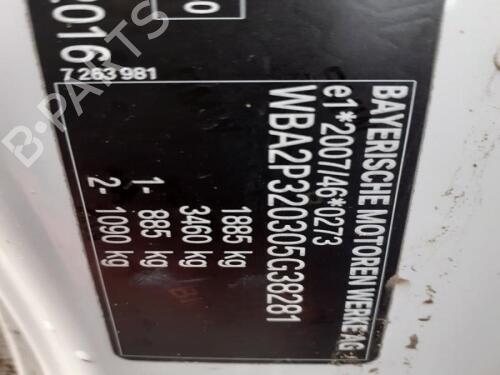 BAYERISCHE MOTOREN WERKE AG
e1*2007/46*0273
WBA2P320305G38281
1885 kg
3460 kg
1- 885 kg
2- 1090 kg
7 263 981
2016
0
B-PARTS